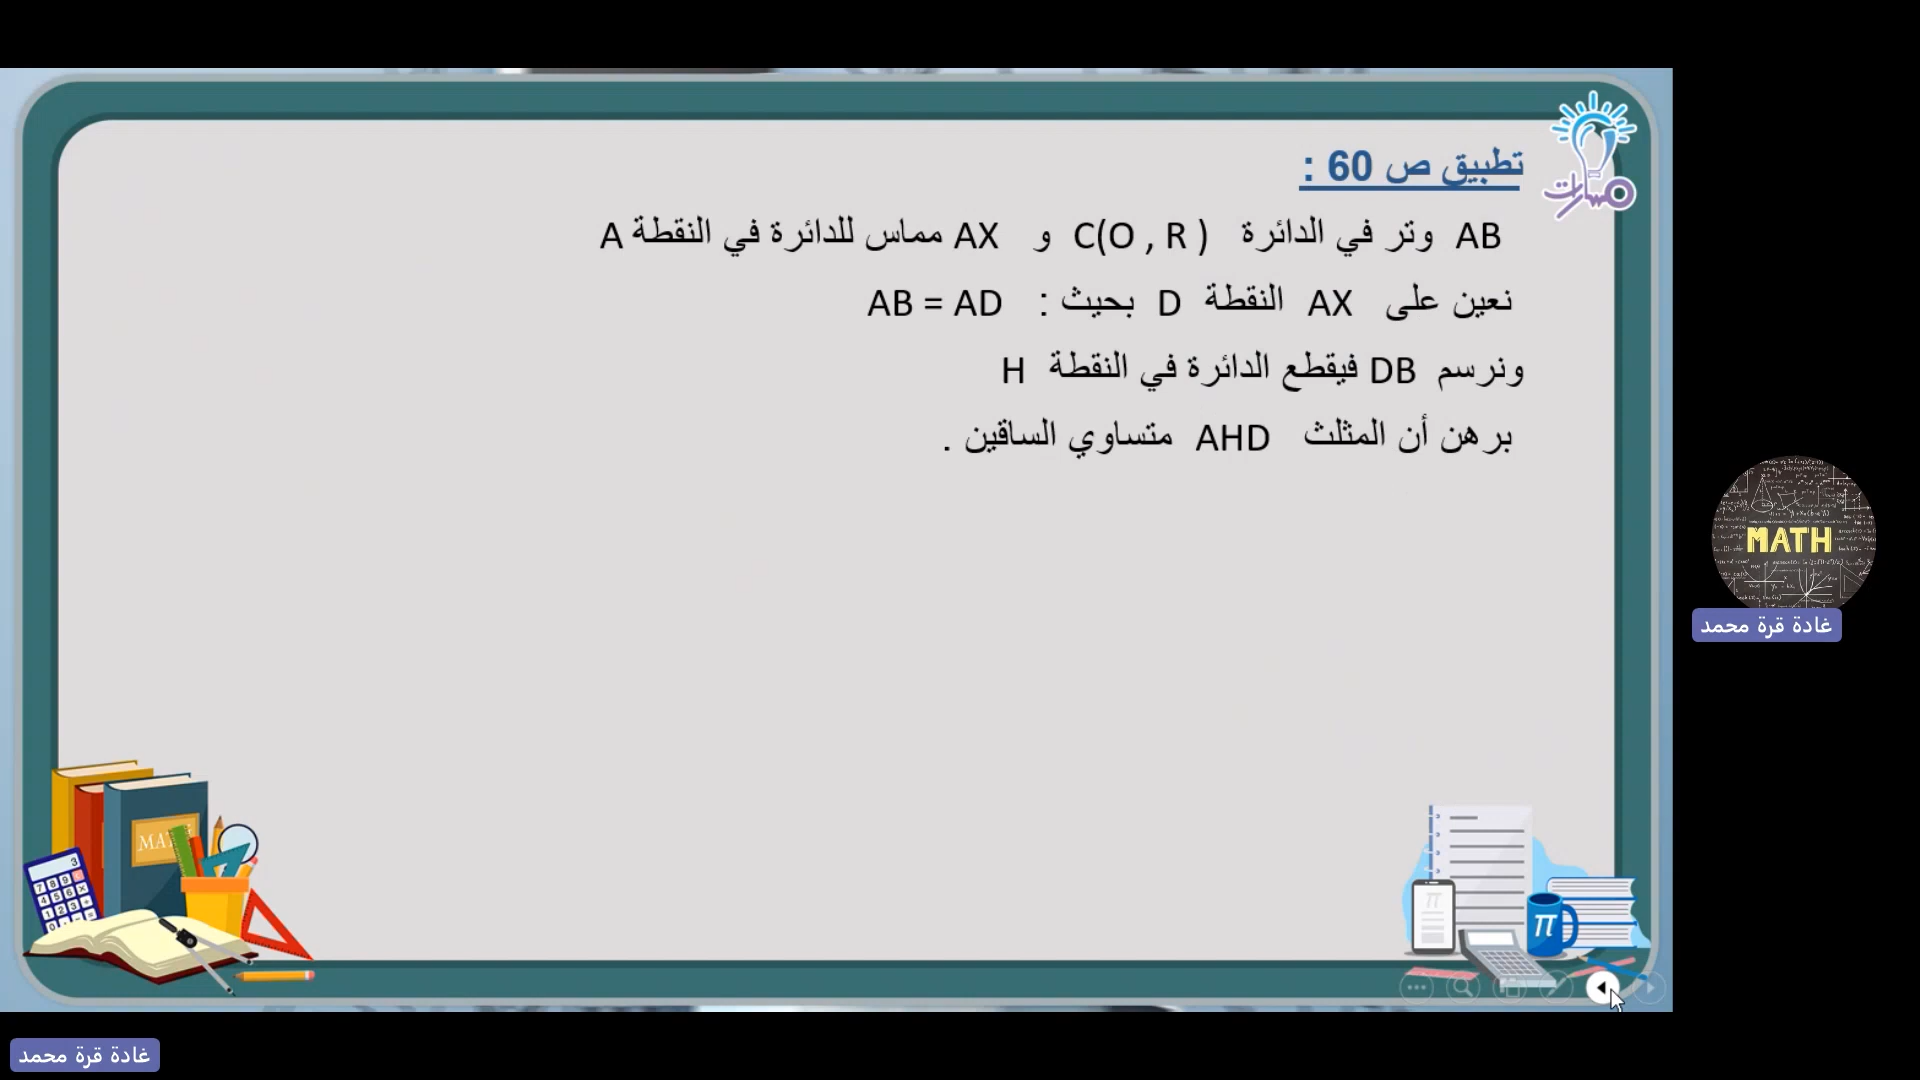 تطبيق ص 60 :
مسارات
AB وتر في الدائرة C(O , R ) و AX مماس للدائرة في النقطة A
نعين على AX النقطة D بحيث : AB = AD
ونرسم DB فيقطع الدائرة في النقطة H
برهن أن المثلث AHD متساوي الساقين .
MATH
غادة قرة محمد
π
غادة قرة محمد